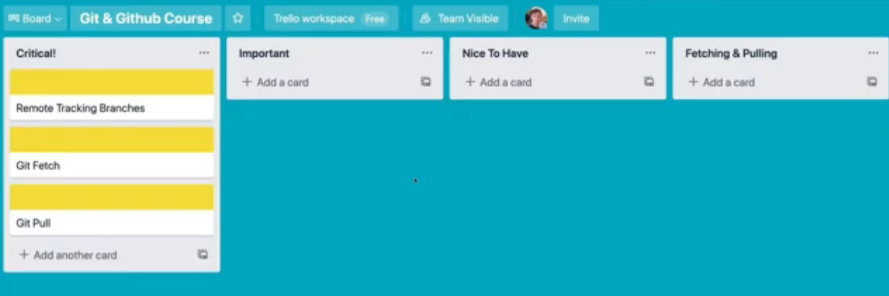 Board Git & Github Course Trello workspace Free Team Visible Invite
Critical!
Remote Tracking Branches
Git Fetch
Git Pull
+ Add another card
Important
+ Add a card
Nice To Have
+ Add a card
Fetching & Pulling
+ Add a card